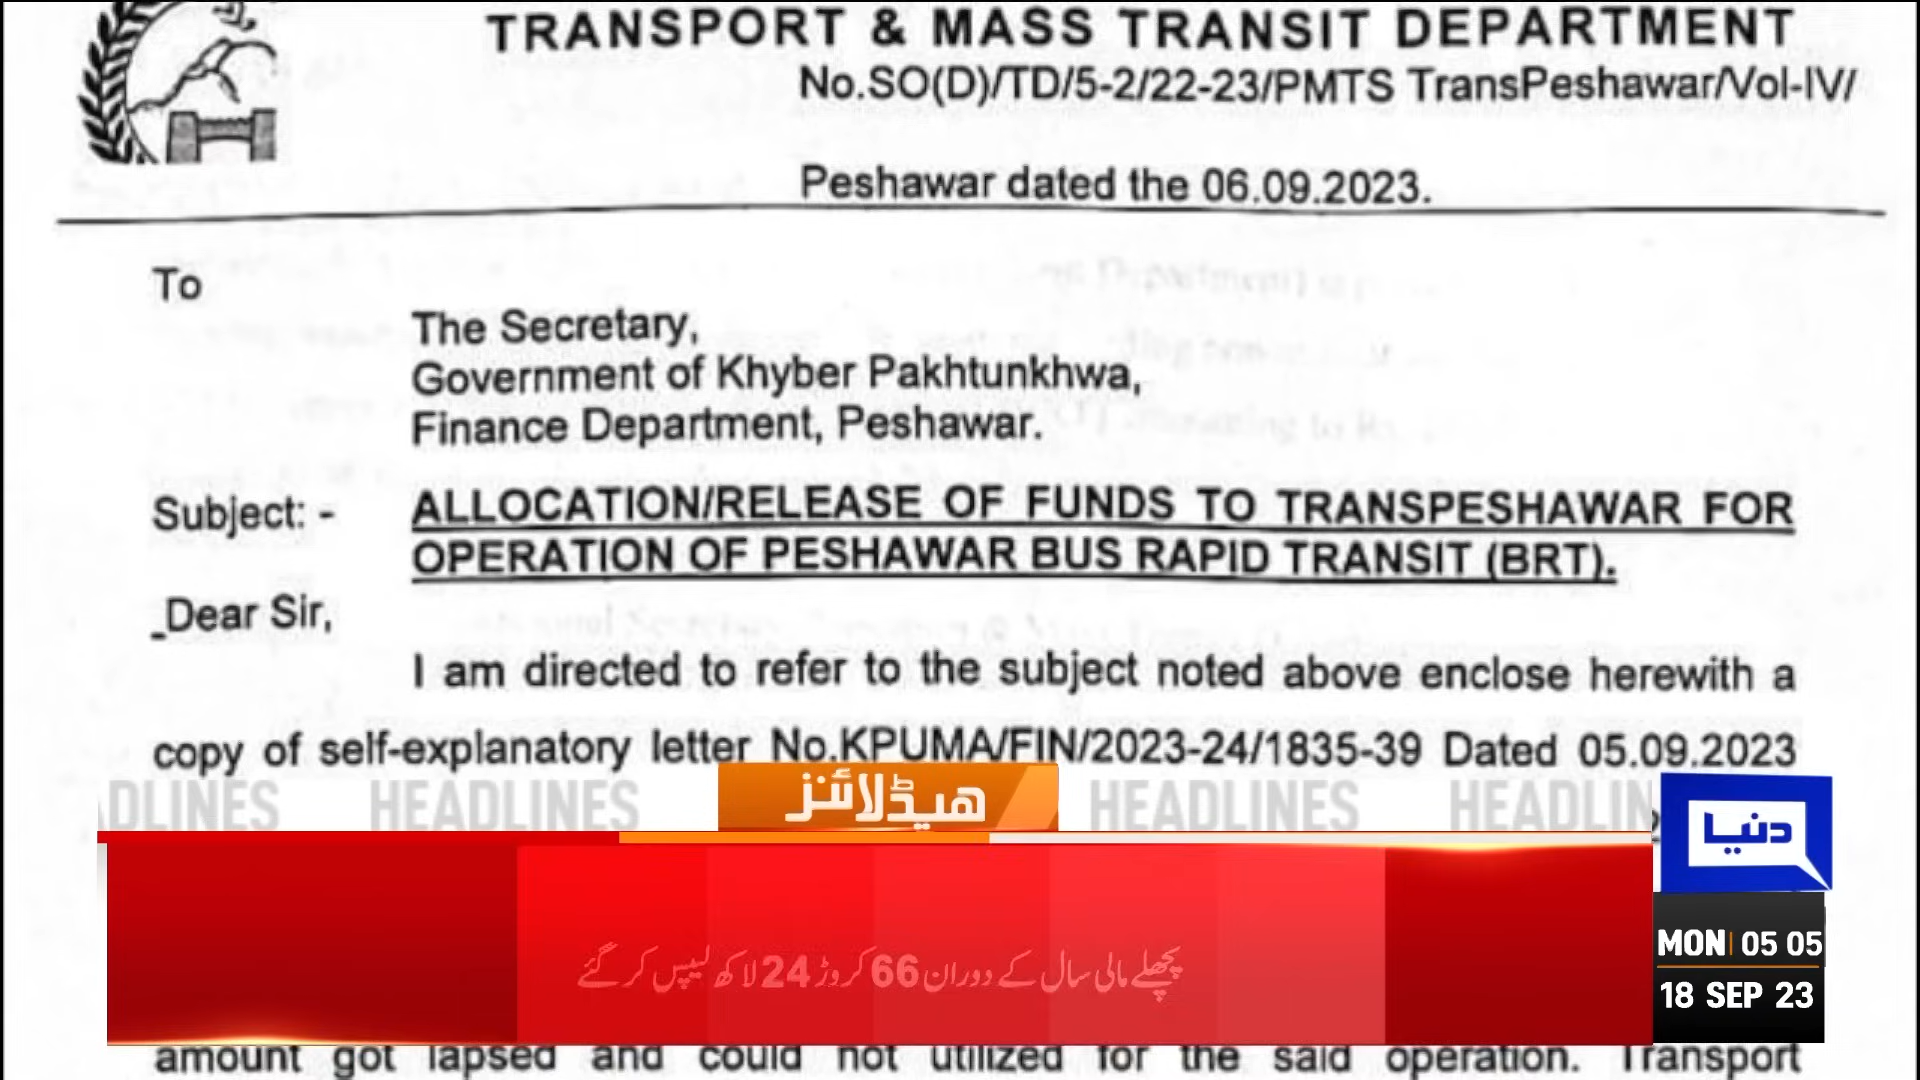 TRANSPORT & MASS TRANSIT DEPARTMENT
No.SO(D)/TD/5-2/22-23/PMTS TransPeshawar/Vol-IV/
Peshawar dated the 06.09.2023.
To
The Secretary,
Government of Khyber Pakhtunkhwa,
Finance Department, Peshawar.
Subject: - ALLOCATION/RELEASE OF FUNDS TO TRANSPESHAWAR FOR
OPERATION OF PESHAWAR BUS RAPID TRANSIT (BRT).
Dear Sir,
I am directed to refer to the subject noted above enclose herewith a
copy of self-explanatory letter No.KPUMA/FIN/2023-24/1835-39 Dated 05.09.2023
DLINES HEADLINES ہیڈلائنز HEADLINES HEADLIN
دنیا
پچھلے مالی سال کے دوران 66 کروڑ 24 لاکھ لیپس کر گئے
MON 05 05
18 SEP 23
amount got lapsed and could not utilized for the said operation. Transport